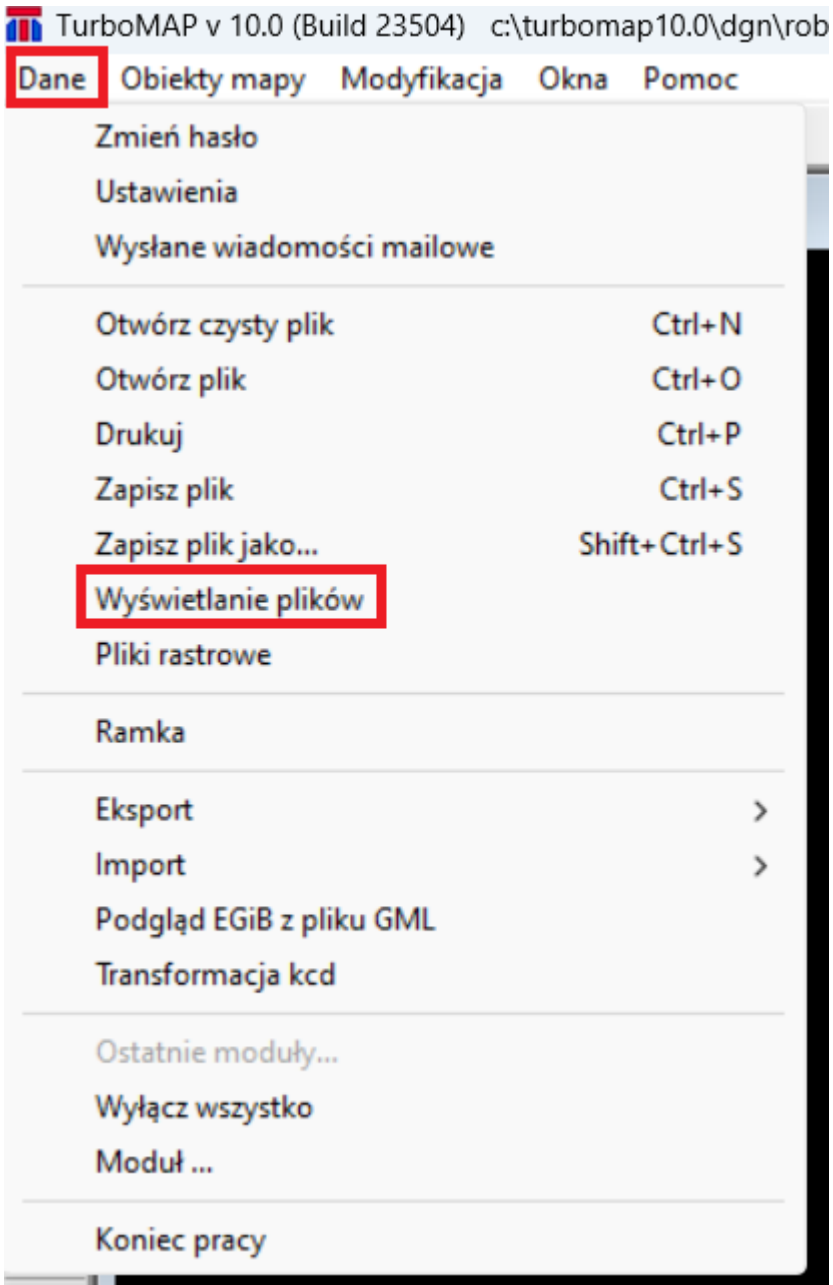 TurboMAP v 10.0 (Build 23504) c:\turbomap10.0\dgn\rob
Dane Obiekty mapy Modyfikacja Okna Pomoc
Zmień hasło
Ustawienia
Wysłane wiadomości mailowe
Otwórz czysty plik Ctrl+N
Otwórz plik Ctrl+O
Drukuj Ctrl+P
Zapisz plik Ctrl+S
Zapisz plik jako... Shift+Ctrl+S
Wyświetlanie plików
Pliki rastrowe
Ramka
Eksport
Import
Podgląd EGiB z pliku GML
Transformacja kcd
Ostatnie moduły...
Wyłącz wszystko
Moduł ...
Koniec pracy